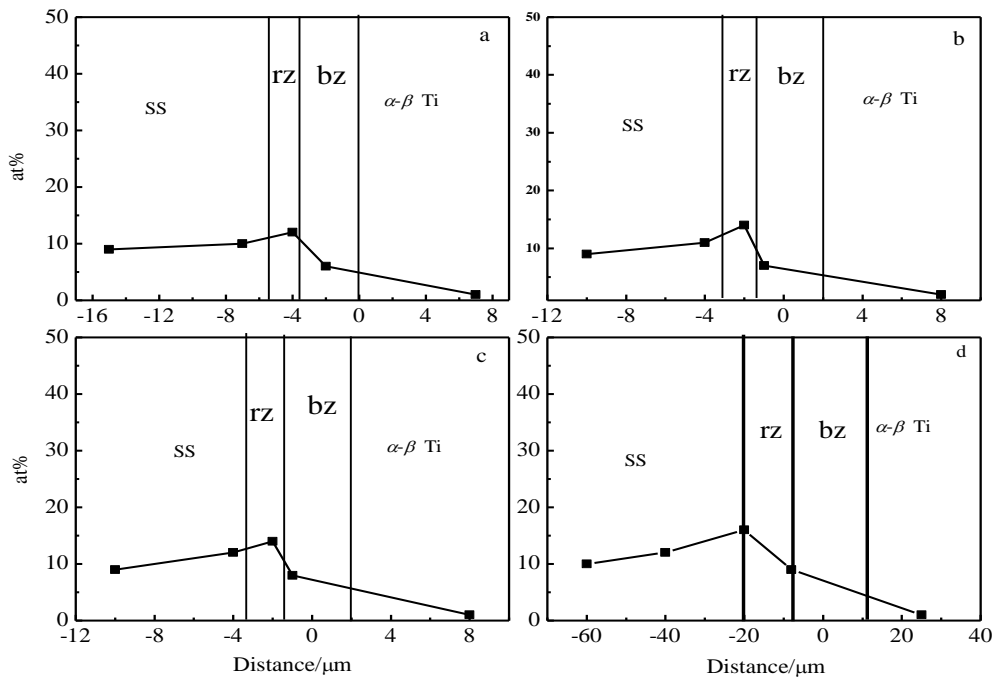 50
40
30
20
10
0
at%
a
SS
rz
bz
α-β Ti
-16 -12 -8 -4 0 4 8
50
40
30
20
10
b
SS
rz
bz
α-β Ti
-12 -8 -4 0 4 8
50
40
30
20
10
0
at%
c
SS
rz
bz
α-β Ti
-12 -8 -4 0 4 8
Distance/μm
50
40
30
20
10
0
d
SS
rz
bz
α-β Ti
-60 -40 -20 0 20 40
Distance/μm